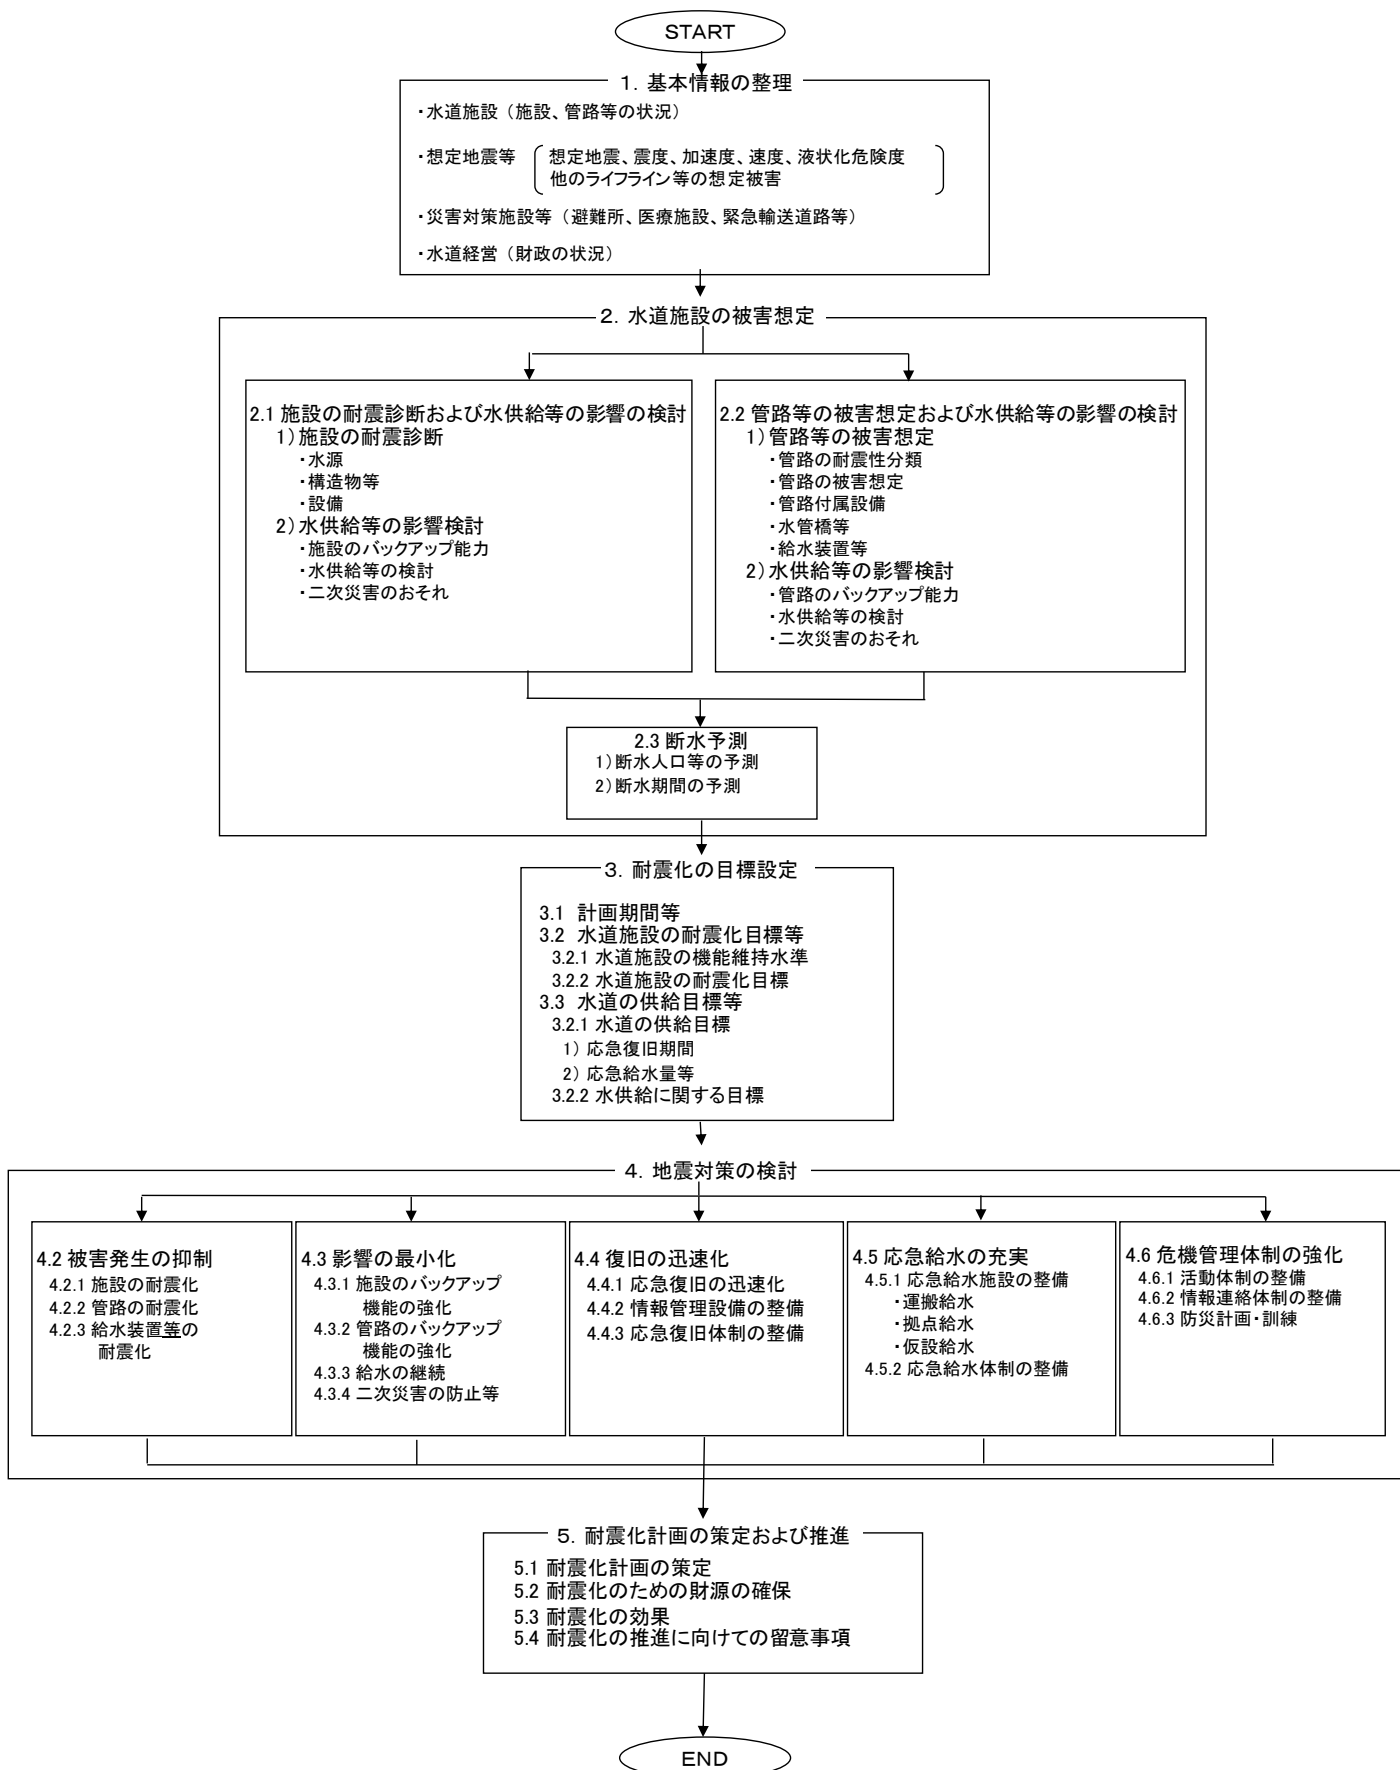 START
1．基本情報の整理
・水道施設（施設、管路等の状況）
・想定地震等 想定地震、震度、加速度、速度、液状化危険度
他のライフライン等の想定被害
・災害対策施設等（避難所、医療施設、緊急輸送道路等）
・水道経営（財政の状況）
2．水道施設の被害想定
2.1 施設の耐震診断および水供給等の影響の検討
1）施設の耐震診断
・水源
・構造物等
・設備
2）水供給等の影響検討
・施設のバックアップ能力
・水供給等の検討
・二次災害のおそれ
2.2 管路等の被害想定および水供給等の影響の検討
1）管路等の被害想定
・管路の耐震性分類
・管路の被害想定
・管路付属設備
・水管橋等
・給水装置等
2）水供給等の影響検討
・管路のバックアップ能力
・水供給等の検討
・二次災害のおそれ
2.3 断水予測
1）断水人口等の予測
2）断水期間の予測
3．耐震化の目標設定
3.1 計画期間等
3.2 水道施設の耐震化目標等
3.2.1 水道施設の機能維持水準
3.2.2 水道施設の耐震化目標
3.3 水道の供給目標等
3.2.1 水道の供給目標
1）応急復旧期間
2）応急給水量等
3.2.2 水供給に関する目標
4．地震対策の検討
4.2 被害発生の抑制
4.2.1 施設の耐震化
4.2.2 管路の耐震化
4.2.3 給水装置等の
耐震化
4.3 影響の最小化
4.3.1 施設のバックアップ
機能の強化
4.3.2 管路のバックアップ
機能の強化
4.3.3 給水の継続
4.3.4 二次災害の防止等
4.4 復旧の迅速化
4.4.1 応急復旧の迅速化
4.4.2 情報管理設備の整備
4.4.3 応急復旧体制の整備
4.5 応急給水の充実
4.5.1 応急給水施設の整備
・運搬給水
・拠点給水
・仮設給水
4.5.2 応急給水体制の整備
4.6 危機管理体制の強化
4.6.1 活動体制の整備
4.6.2 情報連絡体制の整備
4.6.3 防災計画・訓練
5．耐震化計画の策定および推進
5.1 耐震化計画の策定
5.2 耐震化のための財源の確保
5.3 耐震化の効果
5.4 耐震化の推進に向けての留意事項
END